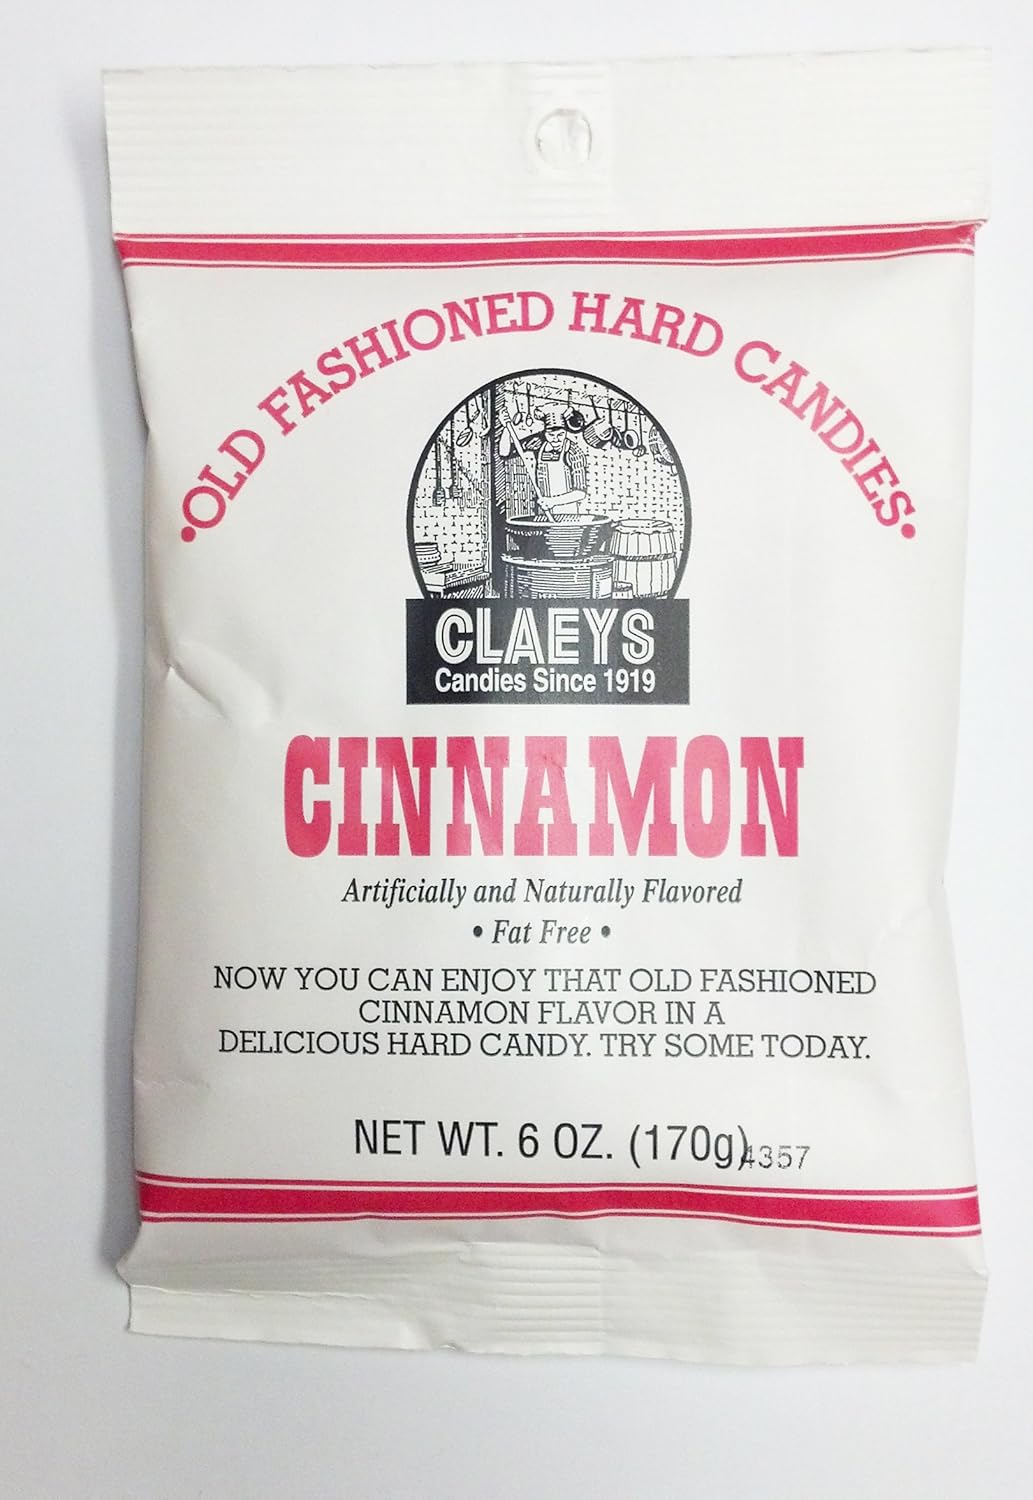 •OLD FASHIONED HARD CANDIES•
CLAEYS
Candies Since 1919
CINNAMON
Artificially and Naturally Flavored
• Fat Free •
NOW YOU CAN ENJOY THAT OLD FASHIONED
CINNAMON FLAVOR IN A
DELICIOUS HARD CANDY. TRY SOME TODAY.
NET WT. 6 OZ. (170g)
4357